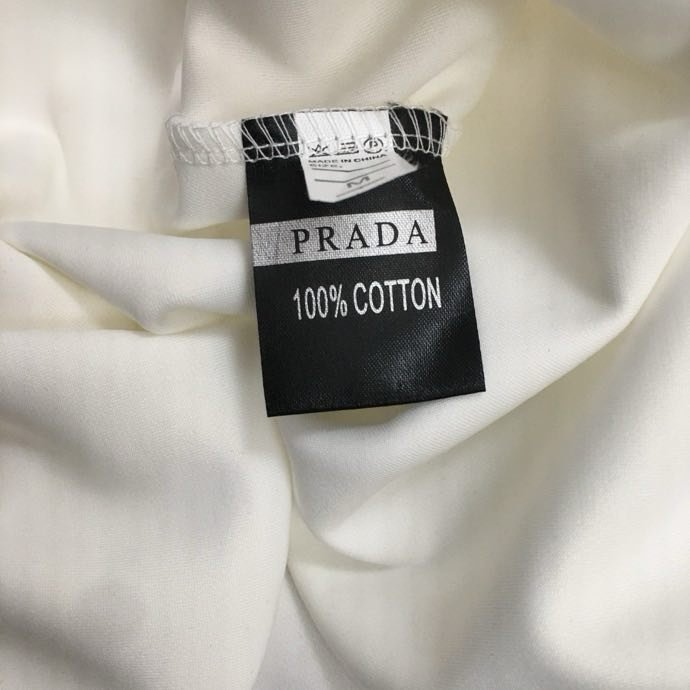 MADE IN CHINA
SIZE:
M
PRADA
100% COTTON